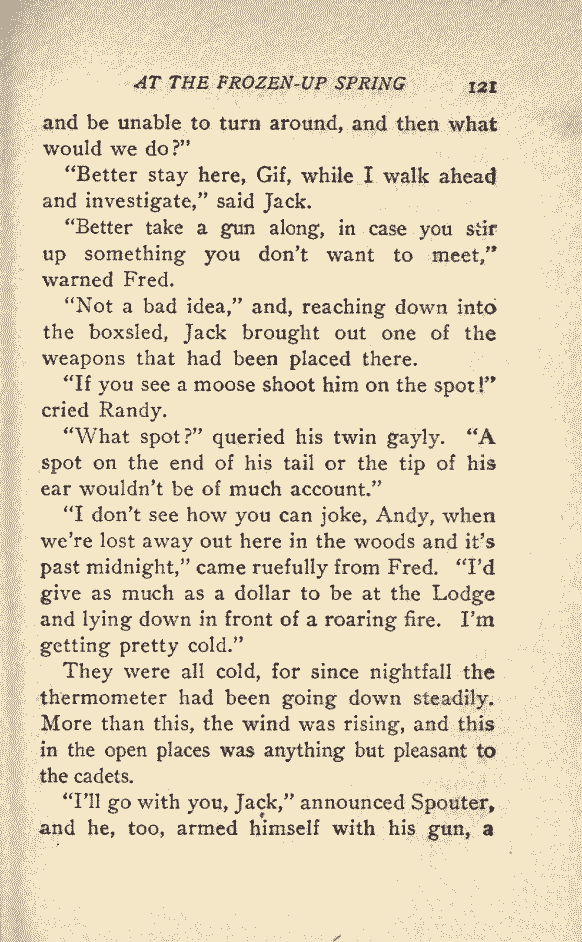 AT THE FROZEN-UP SPRING 121
and be unable to turn around, and then what
would we do?"
"Better stay here, Gif, while I walk ahead
and investigate," said Jack.
"Better take a gun along, in case you stir
up something you don't want to meet,"
warned Fred.
"Not a bad idea," and, reaching down into
the boxsled, Jack brought out one of the
weapons that had been placed there.
"If you see a moose shoot him on the spot!"
cried Randy.
"What spot?" queried his twin gayly. "A
spot on the end of his tail or the tip of his
ear wouldn't be of much account."
"I don't see how you can joke, Andy, when
we're lost away out here in the woods and it's
past midnight," came ruefully from Fred. "I'd
give as much as a dollar to be at the Lodge
and lying down in front of a roaring fire. I'm
getting pretty cold."
They were all cold, for since nightfall the
thermometer had been going down steadily.
More than this, the wind was rising, and this
in the open places was anything but pleasant to
the cadets.
"I'll go with you, Jack," announced Spouter,
and he, too, armed himself with his gun, a